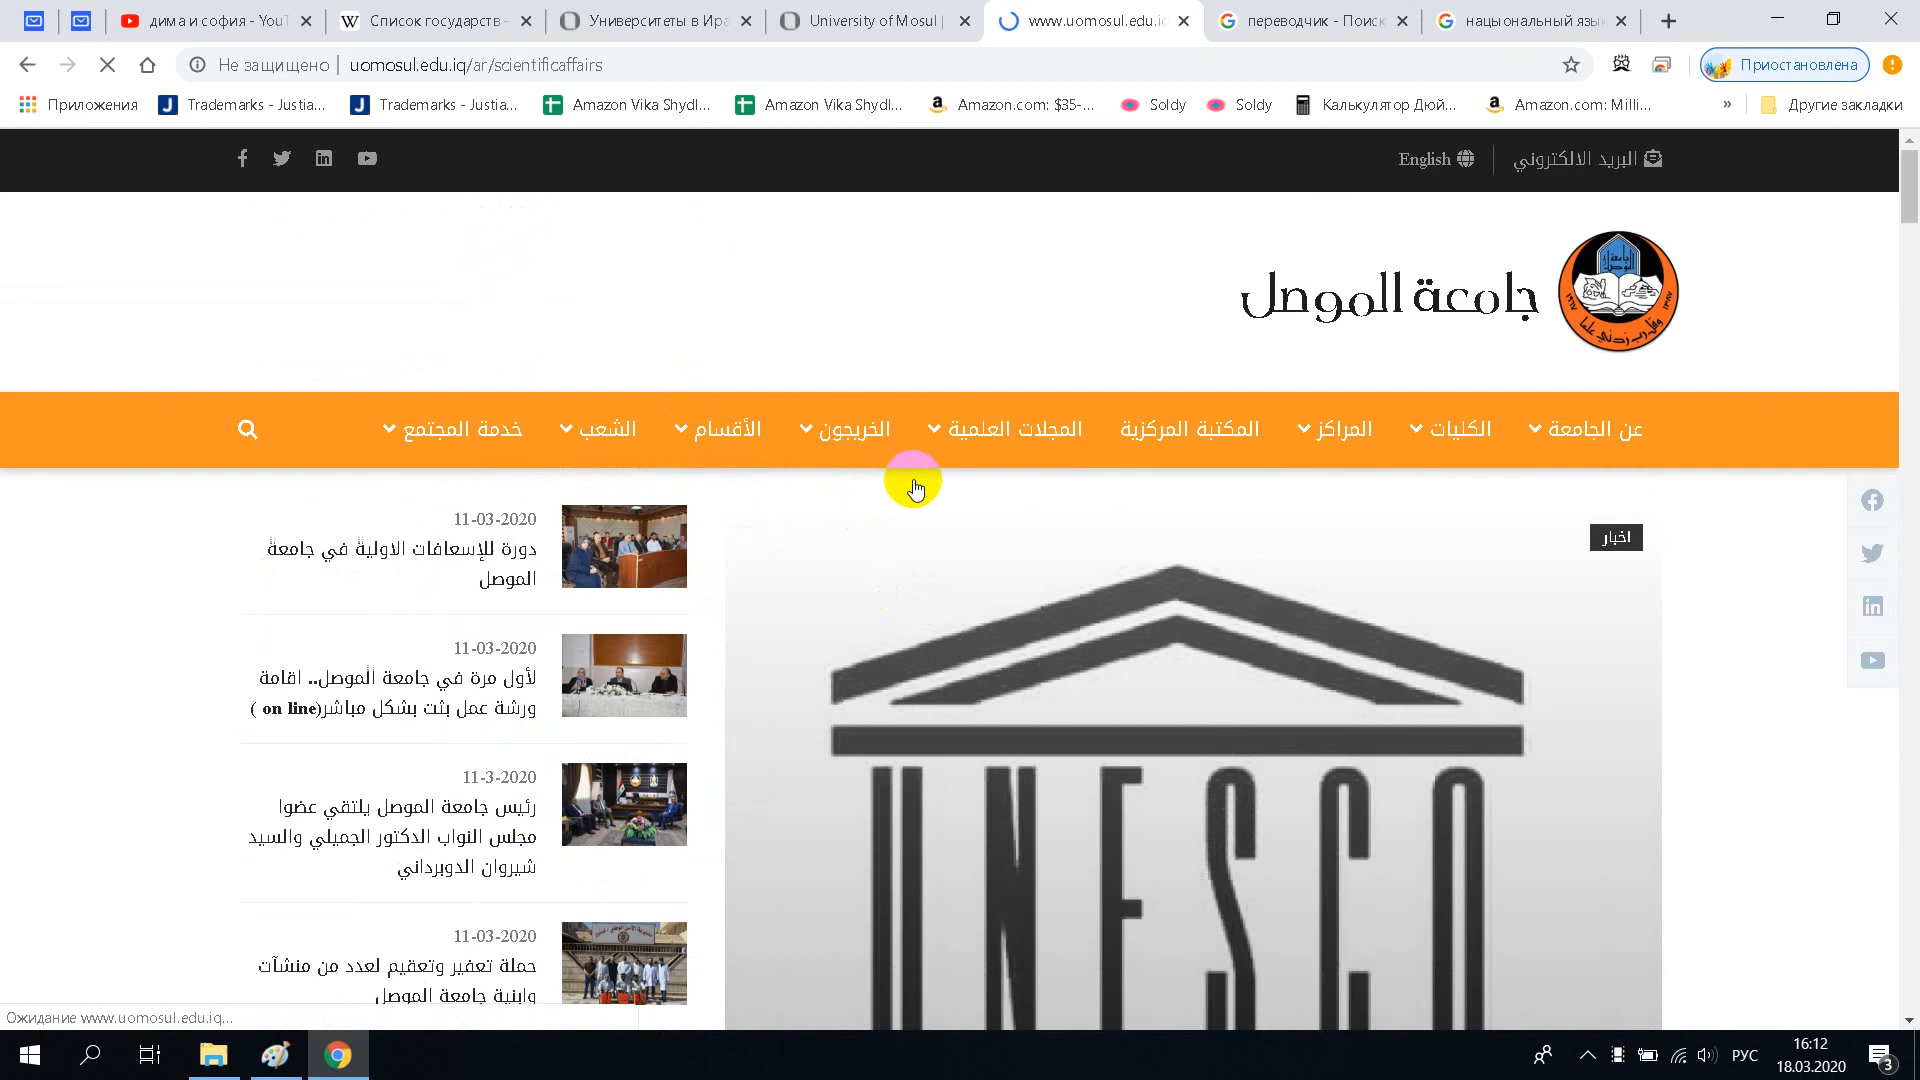 дима и софия - YouT
Список государств -
Университеты в Ира
University of Mosul |
www.uomosul.edu.iq
переводчик - Поиск
нацыональный язы
Не защищено | uomosul.edu.iq/ar/scientificaffairs
Приостановлена
Приложения
Trademarks - Justia...
Trademarks - Justia...
Amazon Vika Shydl...
Amazon Vika Shydl...
Amazon.com: $35-...
Soldy
Soldy
Калькулятор Дюй...
Amazon.com: Milli...
»
Другие закладки
البريد الالكتروني
English
جامعة الموصل
عن الجامعة
الكليات
المراكز
المكتبة المركزية
المجلات العلمية
الخريجون
الأقسام
الشعب
خدمة المجتمع
اخبار
UNESCO
11-03-2020
دورة للإسعافات الاولية في جامعة
الموصل
11-03-2020
لأول مرة في جامعة الموصل.. اقامة
ورشة عمل بثت بشكل مباشر(on line )
11-3-2020
رئيس جامعة الموصل يلتقي عضوا
مجلس النواب الدكتور الجميلي والسيد
شيروان الدوبرداني
11-03-2020
حملة تعفير وتعقيم لعدد من منشآت
وابنية جامعة الموصل
Ожидание www.uomosul.edu.iq...
РУС
16:12
18.03.2020
3